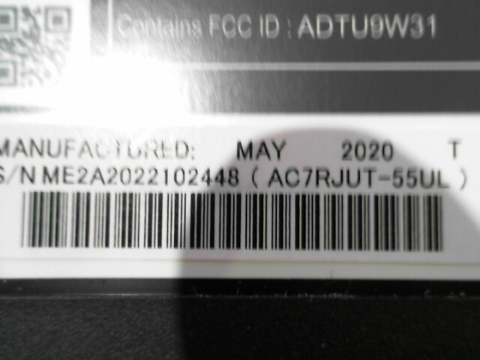 Contains FCC ID : ADTU9W31
MANUFACTURED: MAY 2020 T
S/N ME2A2022102448 ( AC7RJUT-55UL )